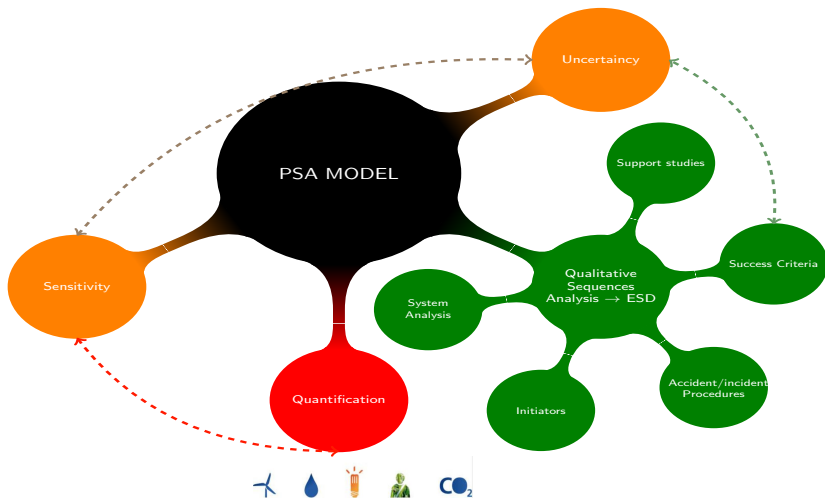 Uncertaincy
PSA MODEL
Support studies
Success Criteria
Qualitative
Sequences
Analysis → ESD
Sensitivity
System
Analysis
Accident/incident
Procedures
Quantification
Initiators
CO2